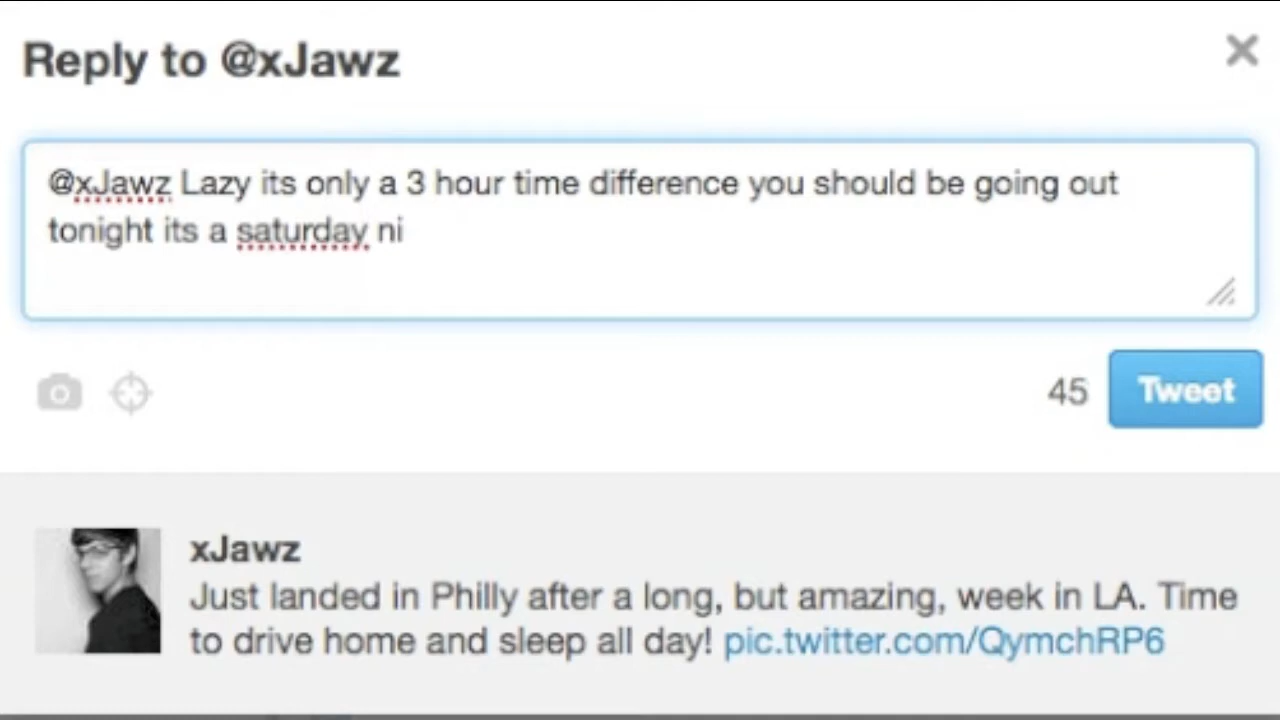 Reply to @xJawz
@xJawz Lazy its only a 3 hour time difference you should be going out
tonight its a saturday ni
45
Tweet
xJawz
Just landed in Philly after a long, but amazing, week in LA. Time
to drive home and sleep all day! pic.twitter.com/QymchRP6